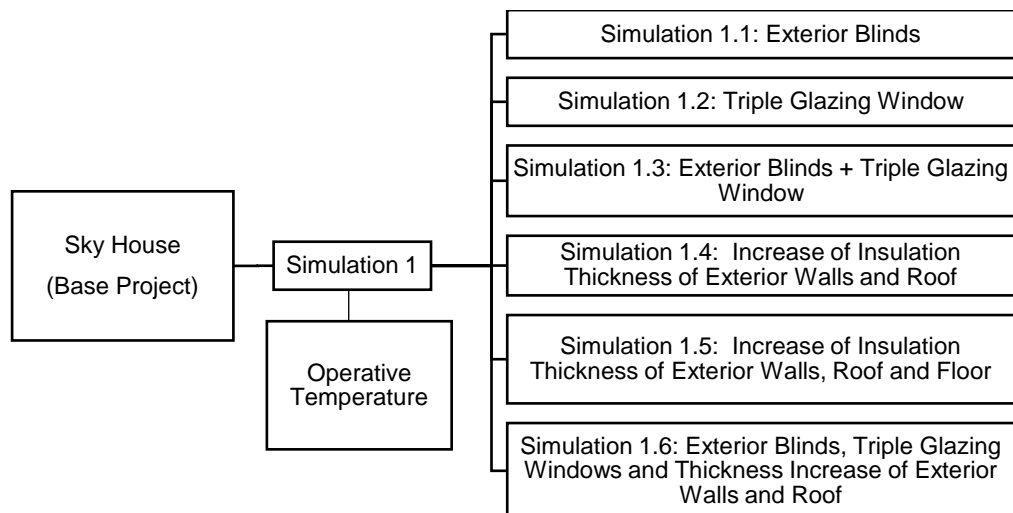 Sky House
(Base Project)
Simulation 1
Operative
Temperature
Simulation 1.1: Exterior Blinds
Simulation 1.2: Triple Glazing Window
Simulation 1.3: Exterior Blinds + Triple Glazing
Window
Simulation 1.4:  Increase of Insulation
Thickness of Exterior Walls and Roof
Simulation 1.5:  Increase of Insulation
Thickness of Exterior Walls, Roof and Floor
Simulation 1.6: Exterior Blinds, Triple Glazing
Windows and Thickness Increase of Exterior
Walls and Roof